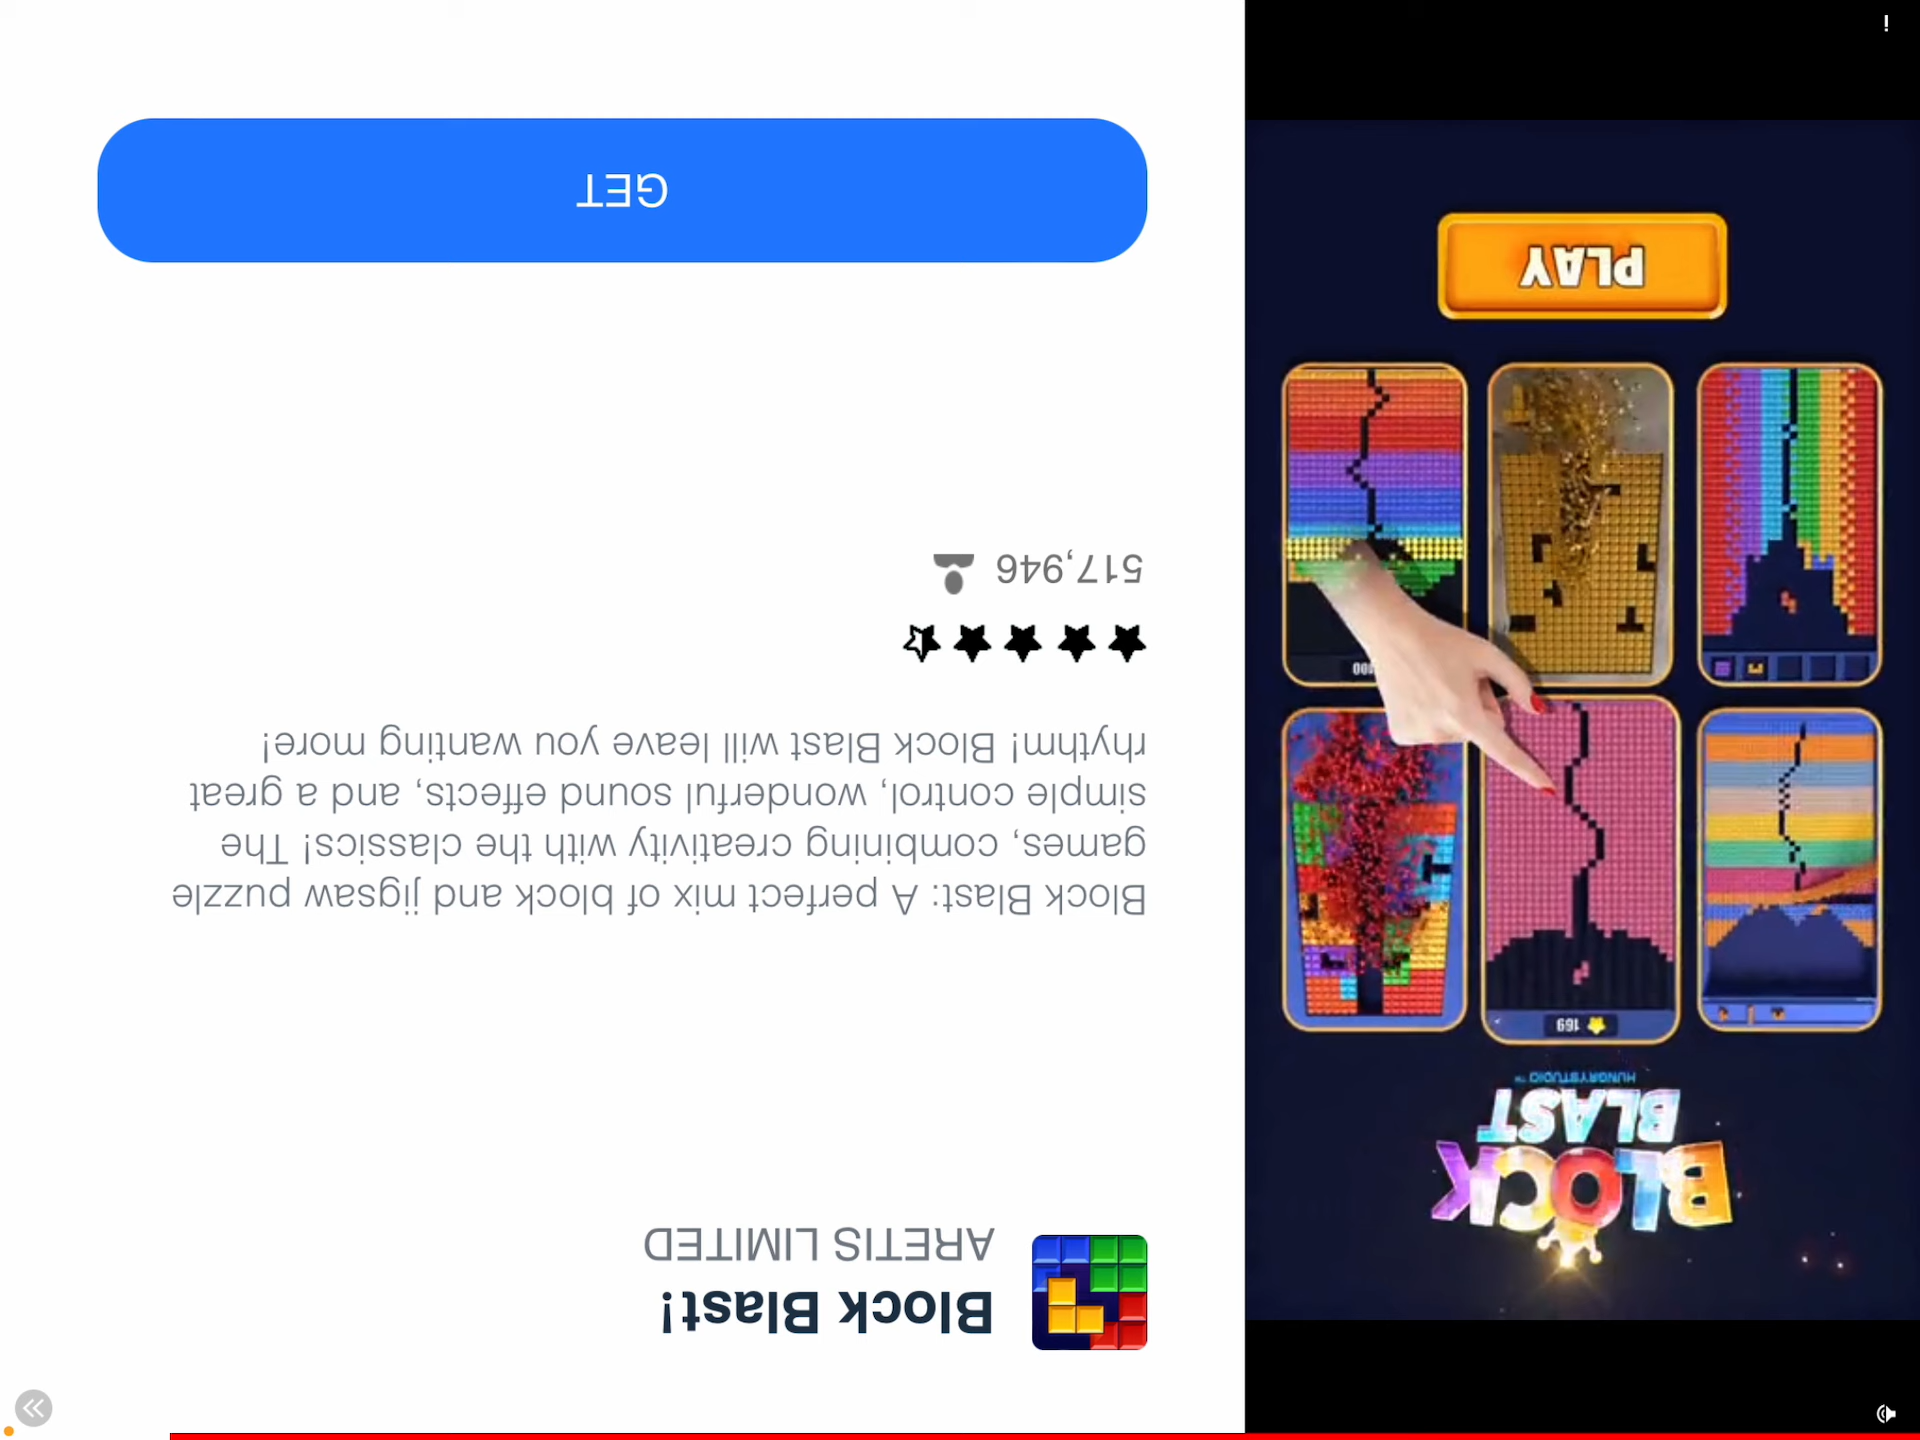 Block Blast!
ARETIS LIMITED
Block Blast: A perfect mix of block and jigsaw puzzle
games, combining creativity with the classics! The
simple control, wonderful sound effects, and a great
rhythm! Block Blast will leave you wanting more!
517,946
GET
BLOCK
BLAST
HUNGRYSTUDIO™
169
100
PLAY